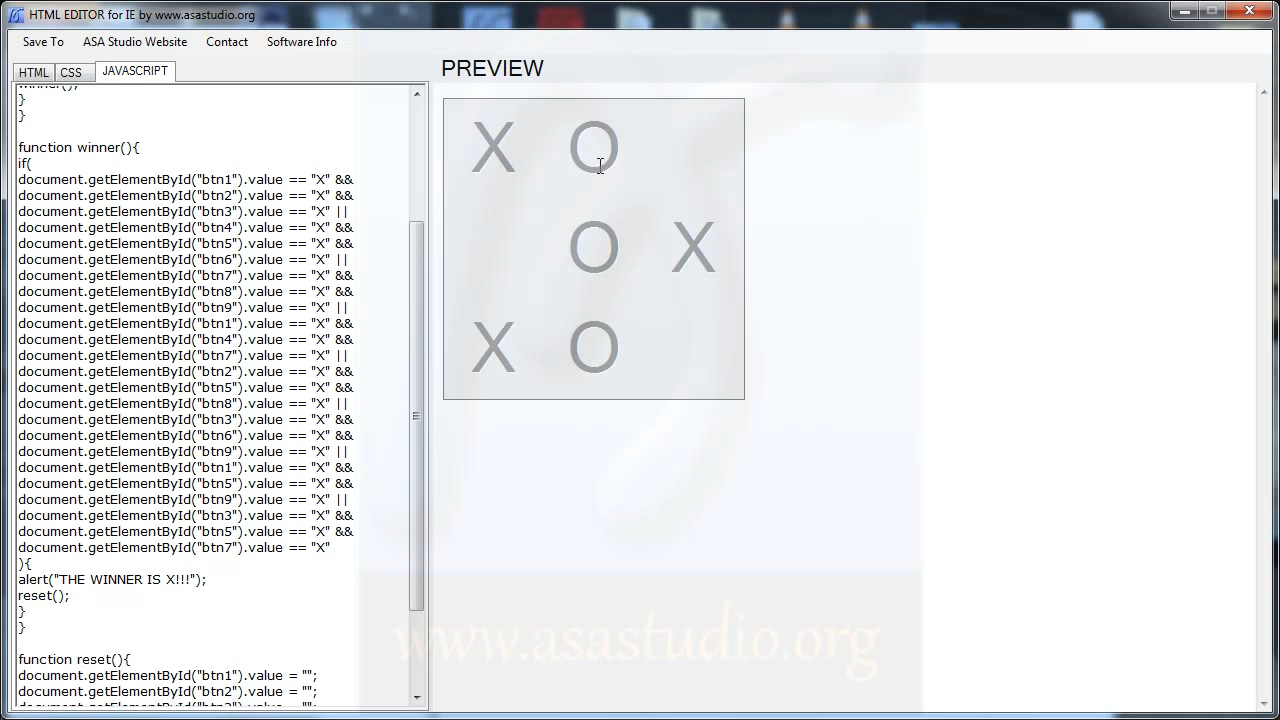 HTML EDITOR for IE by www.asastudio.org
Save To ASA Studio Website Contact Software Info
HTML CSS JAVASCRIPT
PREVIEW
winner();
}
}
function winner(){
if(
document.getElementById("btn1").value == "X" &&
document.getElementById("btn2").value == "X" &&
document.getElementById("btn3").value == "X" ||
document.getElementById("btn4").value == "X" &&
document.getElementById("btn5").value == "X" &&
document.getElementById("btn6").value == "X" ||
document.getElementById("btn7").value == "X" &&
document.getElementById("btn8").value == "X" &&
document.getElementById("btn9").value == "X" ||
document.getElementById("btn1").value == "X" &&
document.getElementById("btn4").value == "X" &&
document.getElementById("btn7").value == "X" ||
document.getElementById("btn2").value == "X" &&
document.getElementById("btn5").value == "X" &&
document.getElementById("btn8").value == "X" ||
document.getElementById("btn3").value == "X" &&
document.getElementById("btn6").value == "X" &&
document.getElementById("btn9").value == "X" ||
document.getElementById("btn1").value == "X" &&
document.getElementById("btn5").value == "X" &&
document.getElementById("btn9").value == "X" ||
document.getElementById("btn3").value == "X" &&
document.getElementById("btn5").value == "X" &&
document.getElementById("btn7").value == "X"
){
alert("THE WINNER IS X!!!");
reset();
}
}
function reset(){
document.getElementById("btn1").value = "";
document.getElementById("btn2").value = "";
document.getElementById("btn3").value = "";
X O
O X
X O
www.asastudio.org